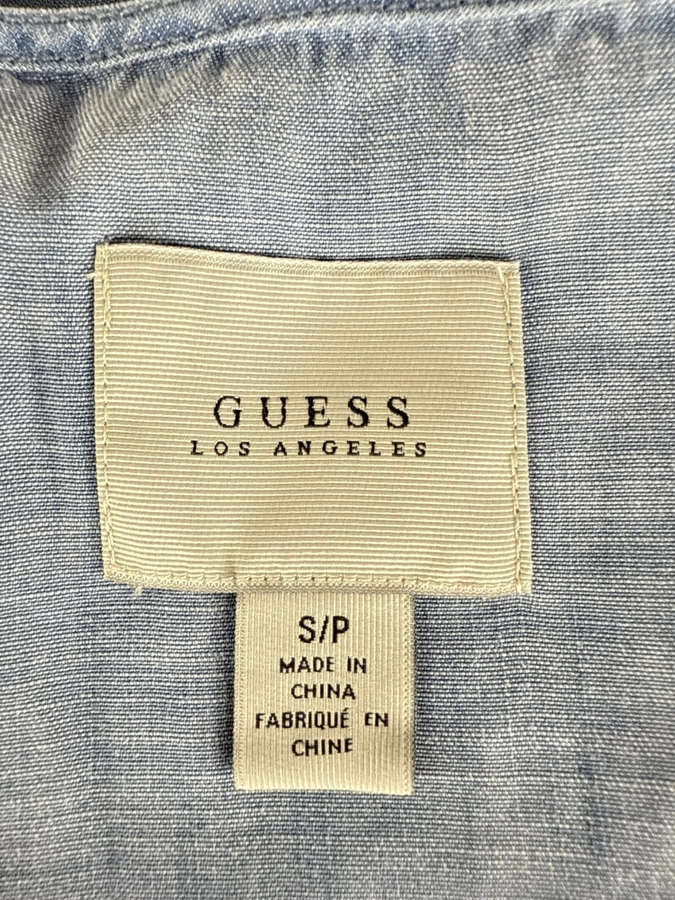 GUESS
LOS ANGELES
S/P
MADE IN
CHINA
FABRIQUÉ EN
CHINE